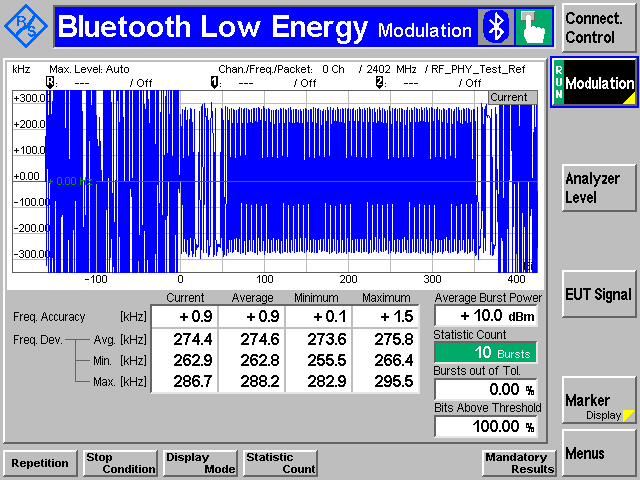 R/S Bluetooth Low Energy Modulation
Connect.
Control
kHz Max. Level: Auto Chan./Freq./Packet: 0 Ch / 2402 MHz / RF_PHY_Test_Ref
R : --- / Off 1 : --- / Off 2 : --- / Off
RUN Modulation
Current
+300.0
+200.0
+100.0
+0.00
+ 0.00 Hz
-100.0
-200.0
-300.0
-100 0 100 200 300 400
Analyzer
Level
EUT Signal
Current Average Minimum Maximum
Freq. Accuracy [kHz] + 0.9 + 0.9 + 0.1 + 1.5
Freq. Dev. Avg. [kHz] 274.4 274.6 273.6 275.8
Min. [kHz] 262.9 262.8 255.5 266.4
Max. [kHz] 286.7 288.2 282.9 295.5
Average Burst Power
+ 10.0 dBm
Statistic Count
10 Bursts
Bursts out of Tol.
0.00 %
Bits Above Threshold
100.00 %
Marker
Display
Menus
Repetition
Stop
Condition
Display
Mode
Statistic
Count
Mandatory
Results